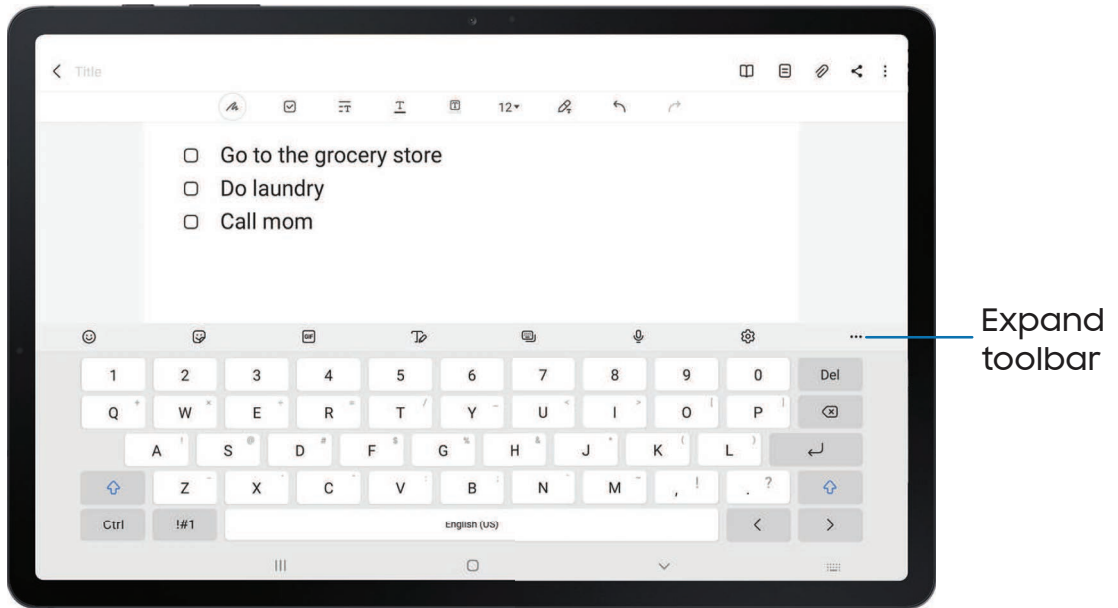 Title
12
Go to the grocery store
Do laundry
Call mom
GIF
Expand
toolbar
1 2 3 4 5 6 7 8 9 0 Del
Q + W × E ÷ R = T / Y _ U < I > O [ P ]
A ! S @ D # F $ G % H & J * K ( L )
Z - X ' C " V : B ; N ` M ~ , ! . ?
Ctrl !#1 English (US) < >